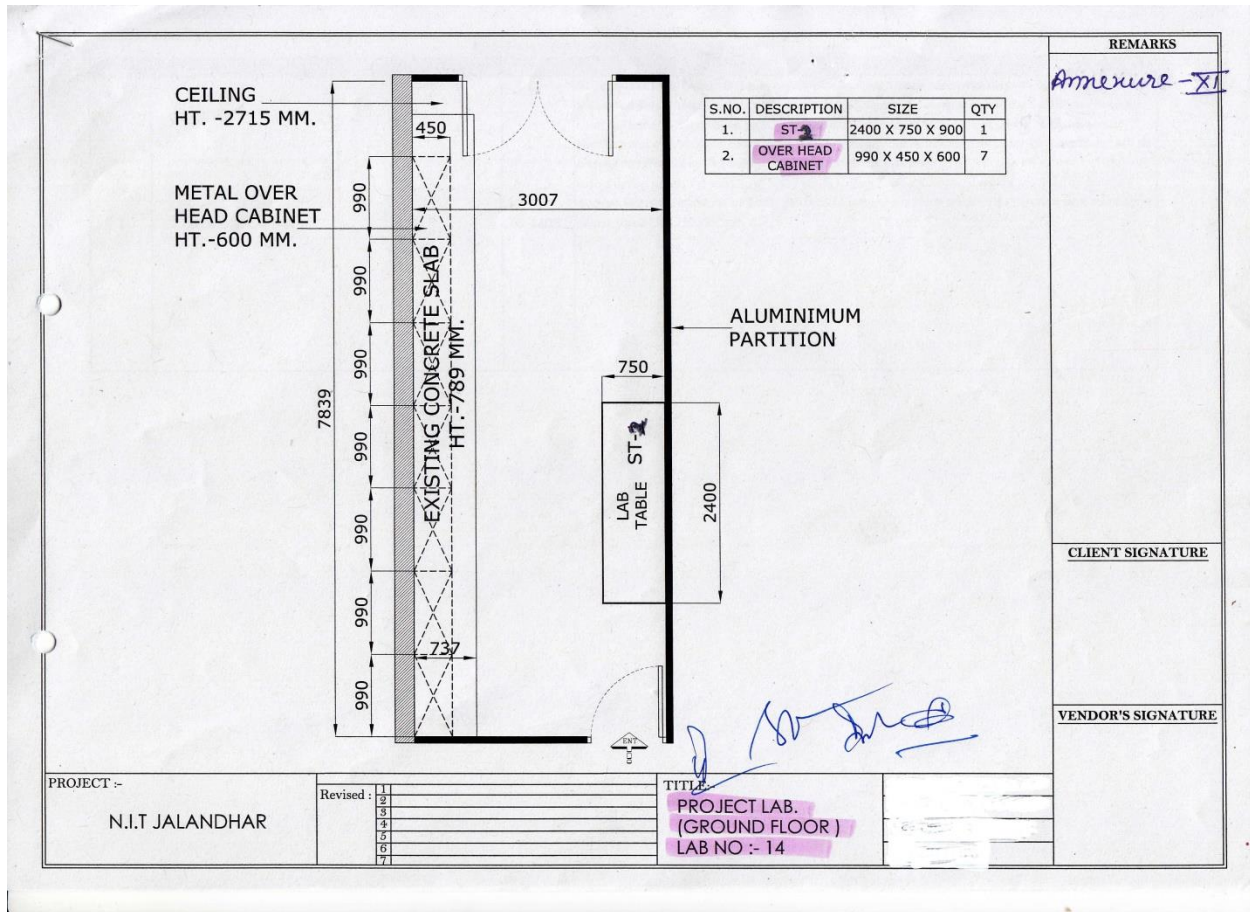 REMARKS
Annexure - XI
CEILING
HT. -2715 MM.
450
S.NO. DESCRIPTION SIZE QTY
1. ST-2 2400 X 750 X 900 1
2. OVER HEAD CABINET 990 X 450 X 600 7
METAL OVER
HEAD CABINET
HT.-600 MM.
3007
990
990
990
990
990
990
990
7839
EXISTING CONCRETE SLAB
HT.-789 MM.
ALUMINIMUM
PARTITION
750
LAB
TABLE ST-2
2400
737
ENT
CLIENT SIGNATURE
VENDOR'S SIGNATURE
PROJECT :-
N.I.T JALANDHAR
Revised :
1
2
3
4
5
6
7
TITLE:-
PROJECT LAB.
(GROUND FLOOR )
LAB NO :- 14